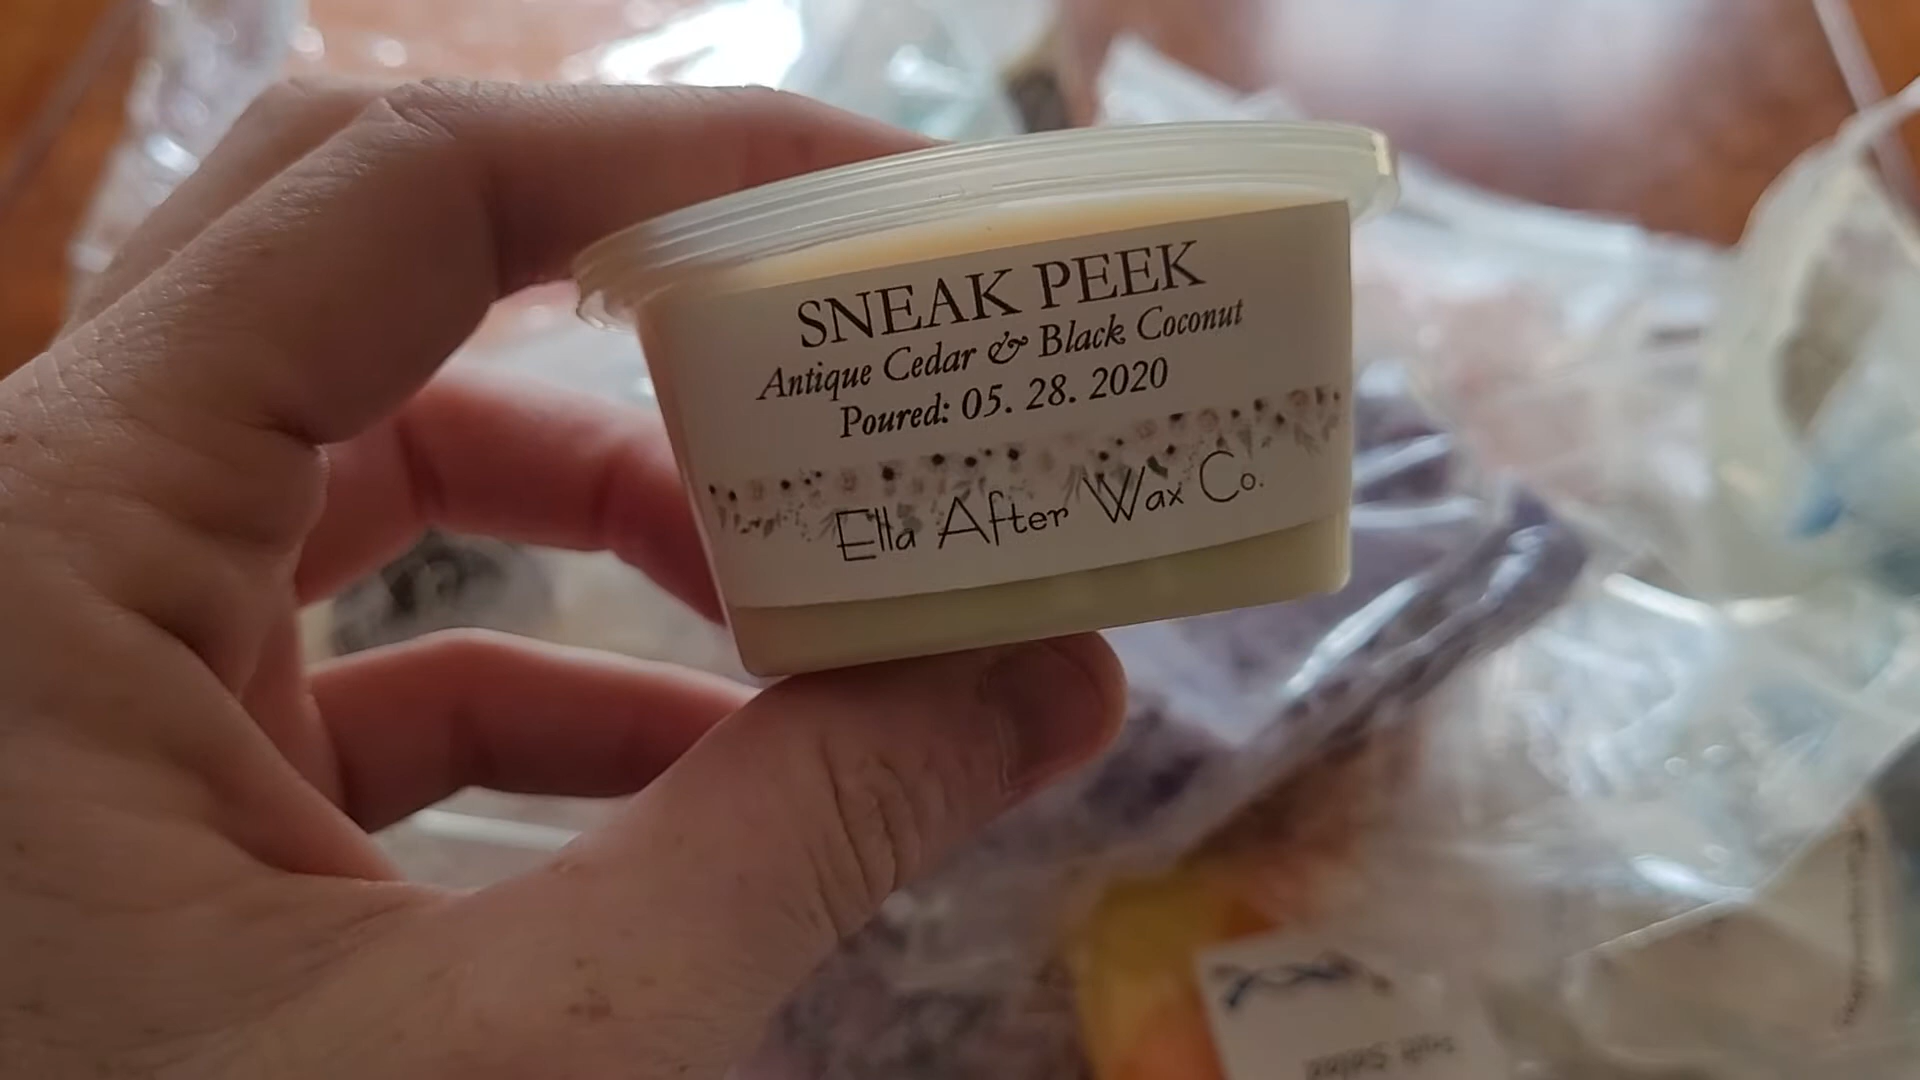 SNEAK PEEK
Antique Cedar & Black Coconut
Poured: 05. 28. 2020
Ella After Wax Co.